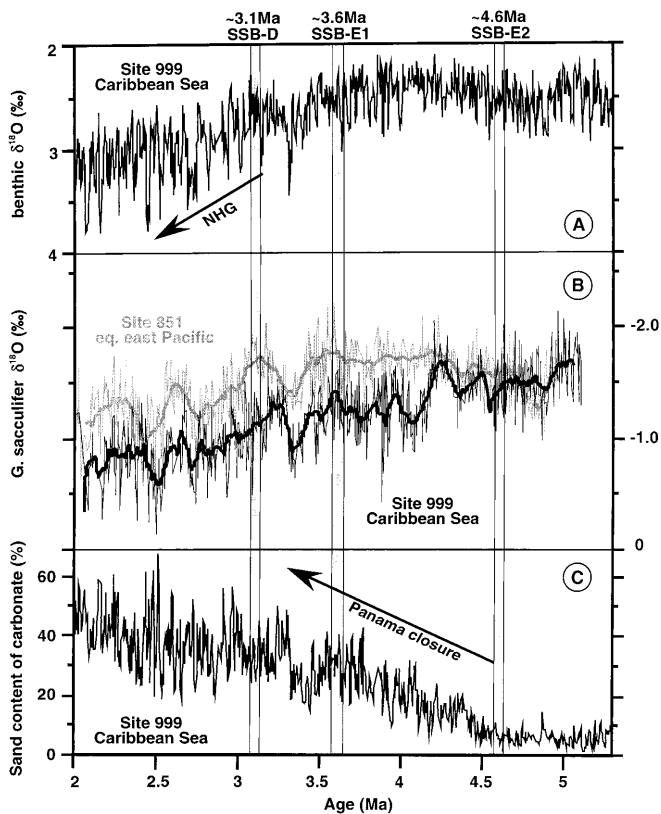 ~3.1Ma ~3.6Ma ~4.6Ma
SSB-D SSB-E1 SSB-E2
2
Site 999
Caribbean Sea
benthic δ¹⁸O (‰)
3
NHG
A
4
B
Site 851
eq. east Pacific
-2.0
G. sacculifer δ¹⁸O (‰)
-1.0
Site 999
Caribbean Sea
0
Sand content of carbonate (%)
60
C
Panama closure
40
20
Site 999
Caribbean Sea
0
2 2.5 3 3.5 4 4.5 5
Age (Ma)